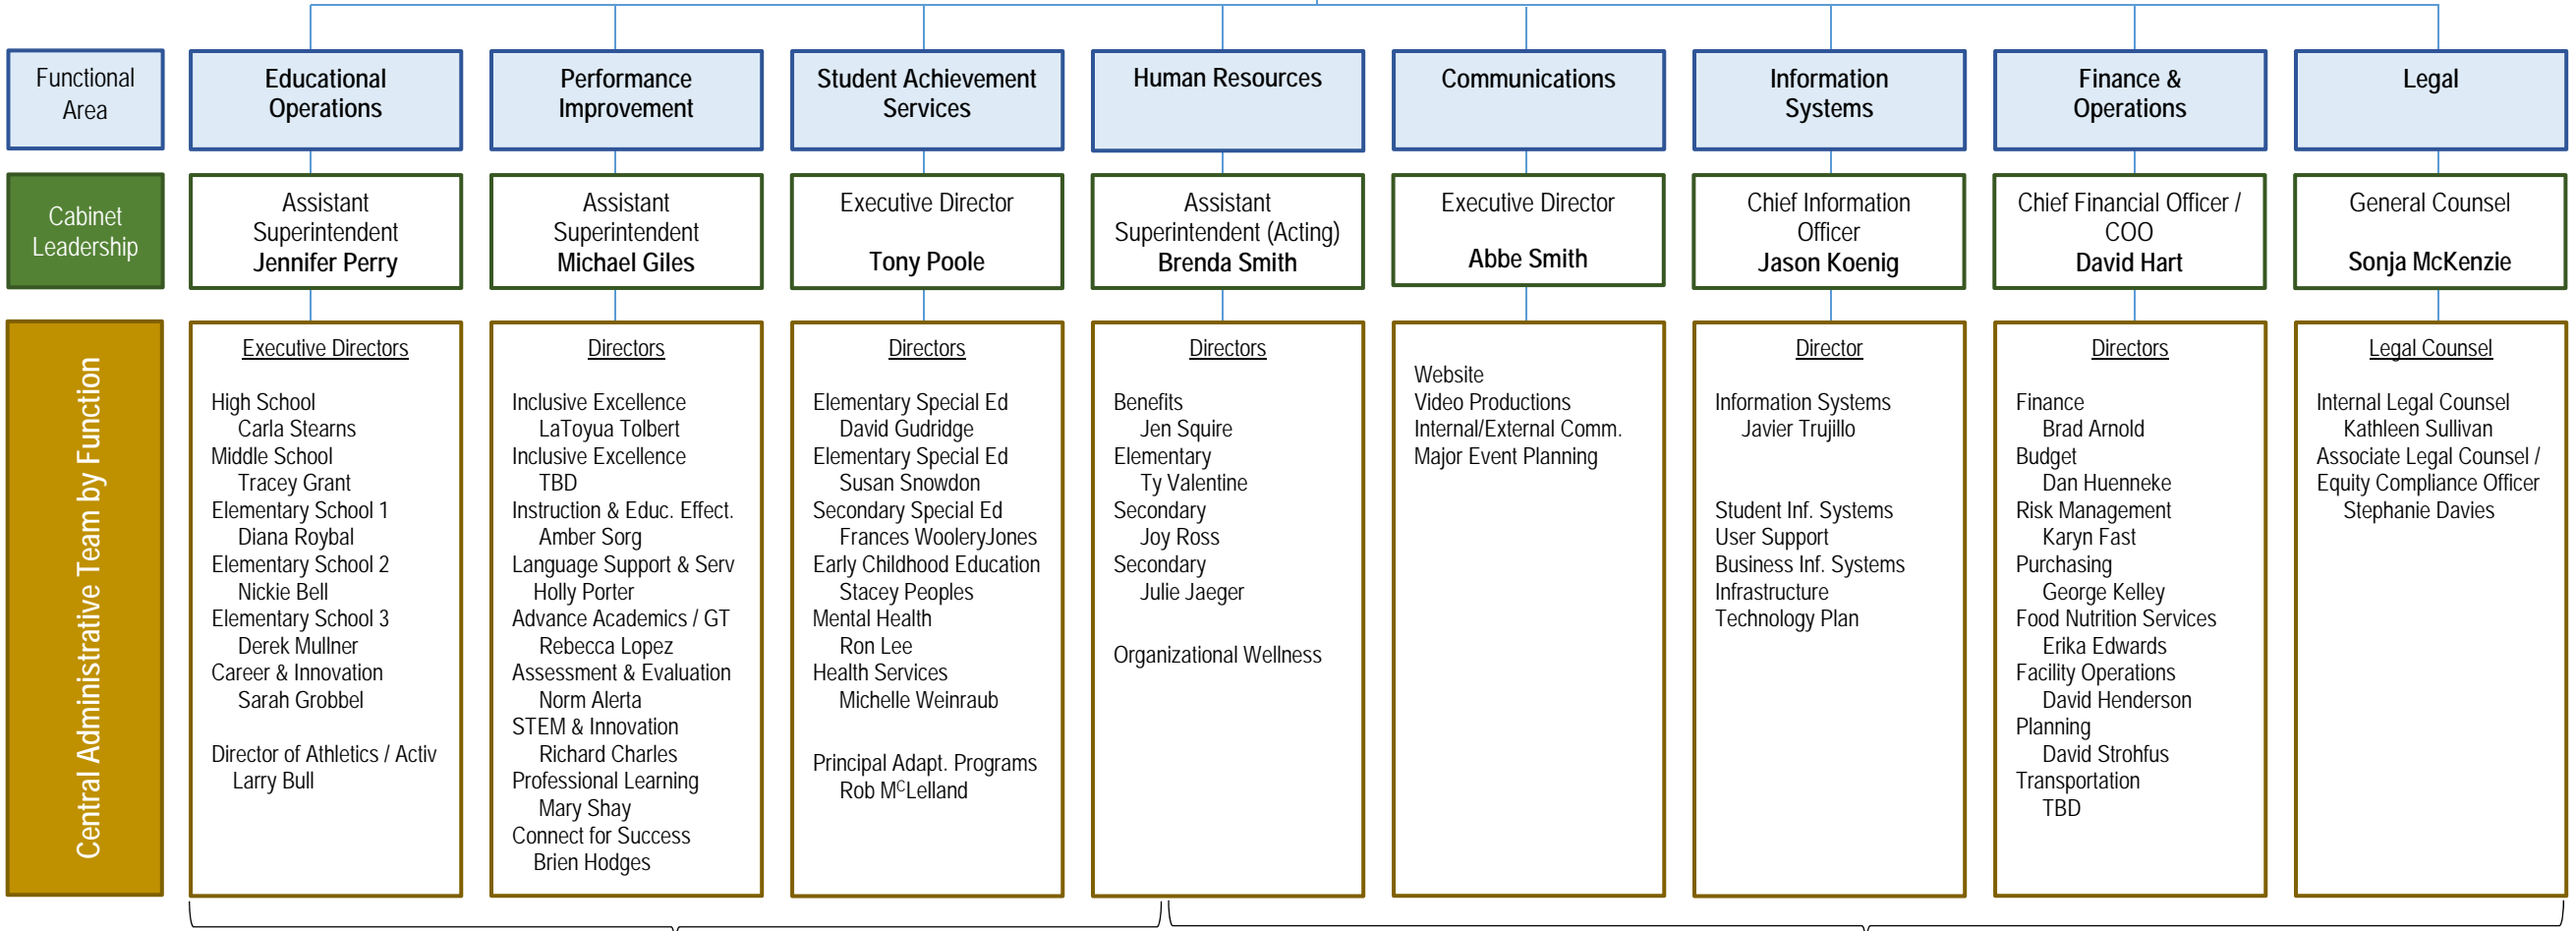 Functional
Area
Educational
Operations
Performance
Improvement
Student Achievement
Services
Human Resources
Communications
Information
Systems
Finance &
Operations
Legal
Cabinet
Leadership
Assistant
Superintendent
Jennifer Perry
Assistant
Superintendent
Michael Giles
Executive Director
Tony Poole
Assistant
Superintendent (Acting)
Brenda Smith
Executive Director
Abbe Smith
Chief Information
Officer
Jason Koenig
Chief Financial Officer /
COO
David Hart
General Counsel
Sonja McKenzie
Central Administrative Team by Function
Executive Directors
High School
Carla Stearns
Middle School
Tracey Grant
Elementary School 1
Diana Roybal
Elementary School 2
Nickie Bell
Elementary School 3
Derek Mullner
Career & Innovation
Sarah Grobbel
Director of Athletics / Activ
Larry Bull
Directors
Inclusive Excellence
LaToyua Tolbert
Inclusive Excellence
TBD
Instruction & Educ. Effect.
Amber Sorg
Language Support & Serv
Holly Porter
Advance Academics / GT
Rebecca Lopez
Assessment & Evaluation
Norm Alerta
STEM & Innovation
Richard Charles
Professional Learning
Mary Shay
Connect for Success
Brien Hodges
Directors
Elementary Special Ed
David Gudridge
Elementary Special Ed
Susan Snowdon
Secondary Special Ed
Frances WooleryJones
Early Childhood Education
Stacey Peoples
Mental Health
Ron Lee
Health Services
Michelle Weinraub
Principal Adapt. Programs
Rob McLelland
Directors
Benefits
Jen Squire
Elementary
Ty Valentine
Secondary
Joy Ross
Secondary
Julie Jaeger
Organizational Wellness
Website
Video Productions
Internal/External Comm.
Major Event Planning
Director
Information Systems
Javier Trujillo
Student Inf. Systems
User Support
Business Inf. Systems
Infrastructure
Technology Plan
Directors
Finance
Brad Arnold
Budget
Dan Huenneke
Risk Management
Karyn Fast
Purchasing
George Kelley
Food Nutrition Services
Erika Edwards
Facility Operations
David Henderson
Planning
David Strohfus
Transportation
TBD
Legal Counsel
Internal Legal Counsel
Kathleen Sullivan
Associate Legal Counsel /
Equity Compliance Officer
Stephanie Davies